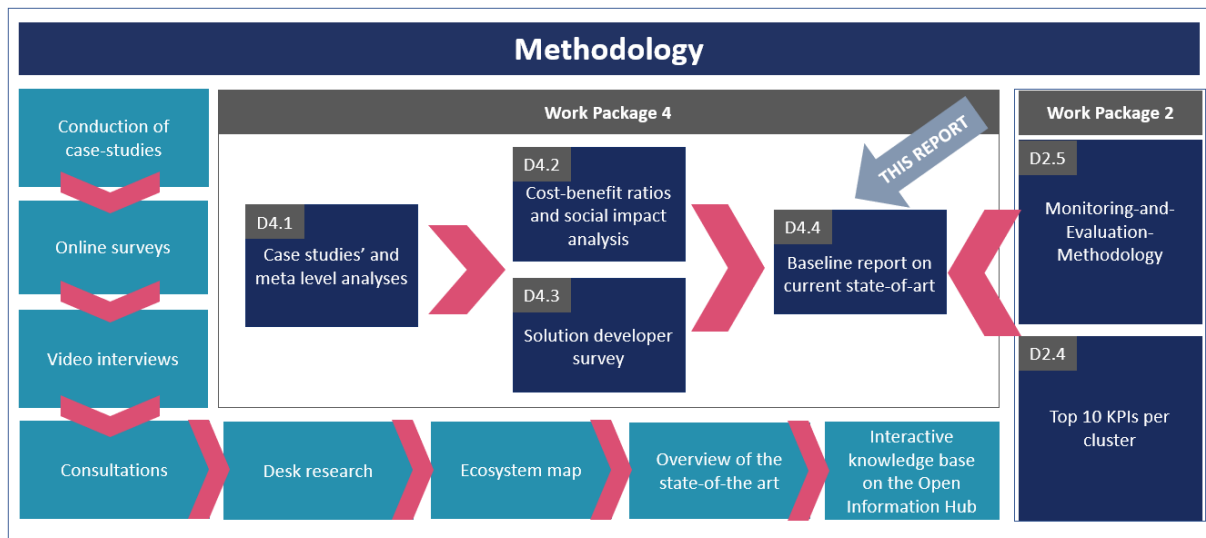 Methodology
Conduction of
case-studies
Online surveys
Video interviews
Consultations
Desk research
Ecosystem map
Overview of the
state-of-the art
Interactive
knowledge base
on the Open
Information Hub
Work Package 4
THIS REPORT
D4.1
Case studies’ and
meta level analyses
D4.2
Cost-benefit ratios
and social impact
analysis
D4.3
Solution developer
survey
D4.4
Baseline report on
current state-of-art
Work Package 2
D2.5
Monitoring-and-
Evaluation-
Methodology
D2.4
Top 10 KPIs per
cluster